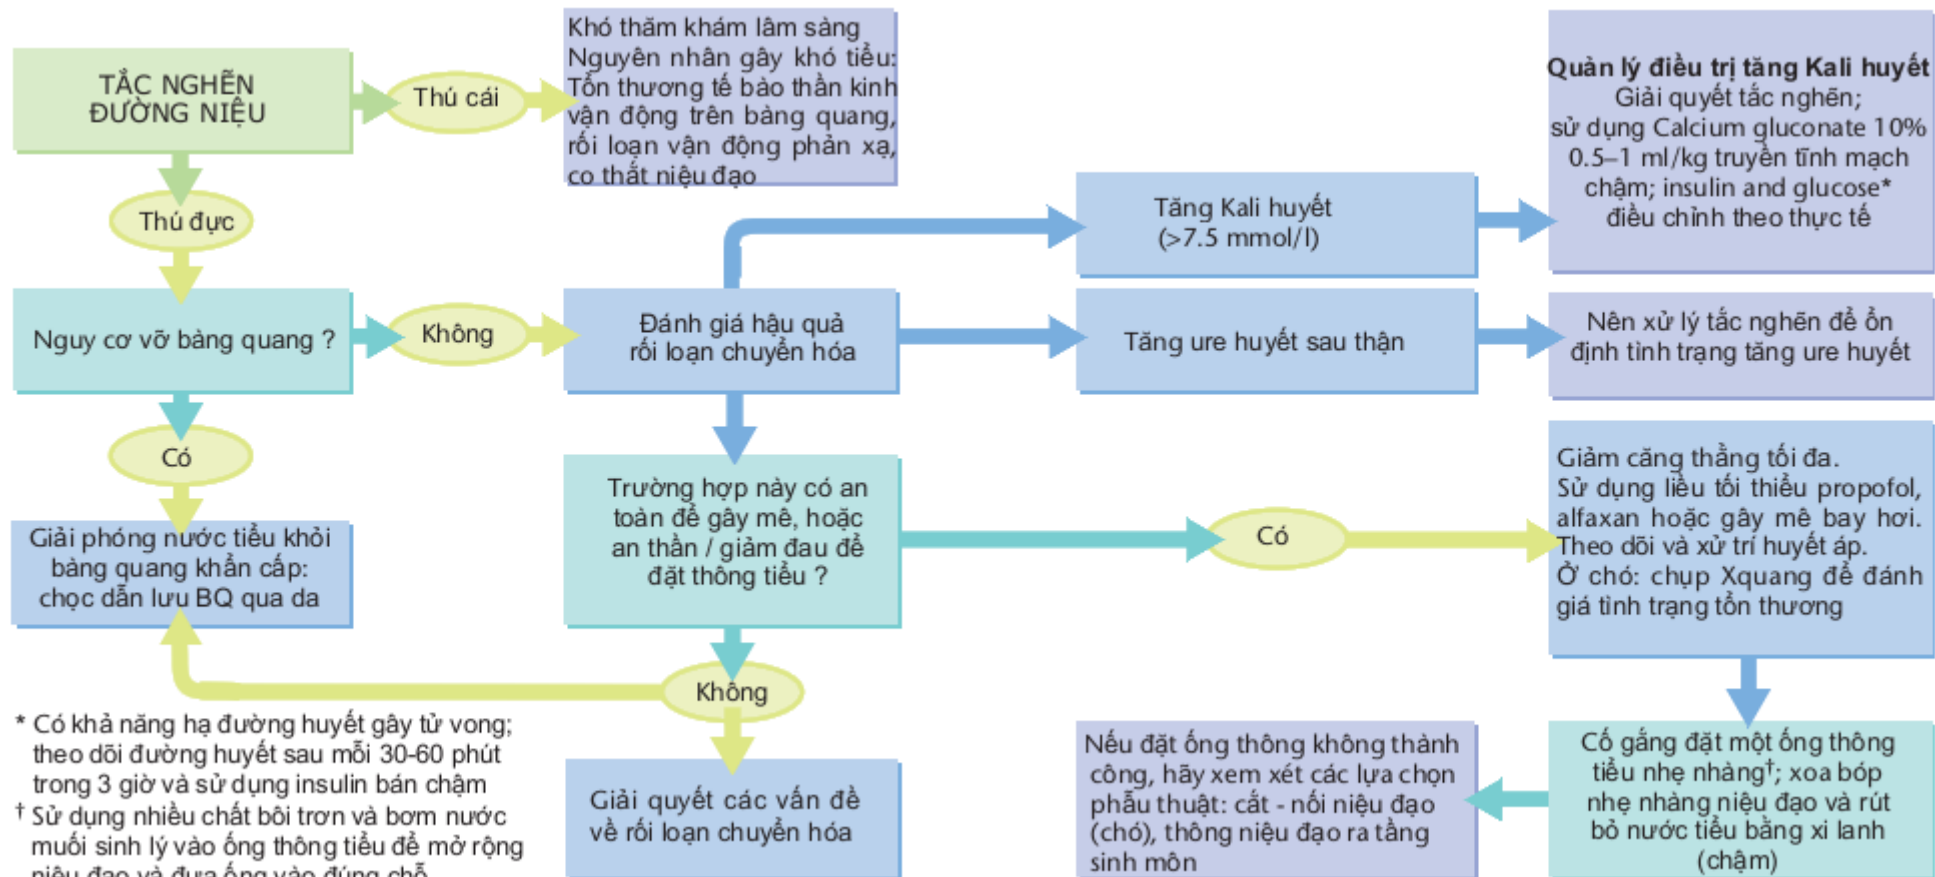 TẮC NGHẼN
ĐƯỜNG NIỆU
Thú cái
Khó thăm khám lâm sàng
Nguyên nhân gây khó tiểu:
Tổn thương tế bào thần kinh
vận động trên bàng quang,
rối loạn vận động phản xạ,
co thắt niệu đạo
Thú đực
Nguy cơ vỡ bàng quang ?
Không
Đánh giá hậu quả
rối loạn chuyển hóa
Tăng Kali huyết
(>7.5 mmol/l)
Quản lý điều trị tăng Kali huyết
Giải quyết tắc nghẽn;
sử dụng Calcium gluconate 10%
0.5–1 ml/kg truyền tĩnh mạch
chậm; insulin and glucose*
điều chỉnh theo thực tế
Tăng ure huyết sau thận
Nên xử lý tắc nghẽn để ổn
định tình trạng tăng ure huyết
Có
Giải phóng nước tiểu khỏi
bàng quang khẩn cấp:
chọc dẫn lưu BQ qua da
Trường hợp này có an
toàn để gây mê, hoặc
an thần / giảm đau để
đặt thông tiểu ?
Có
Giảm căng thẳng tối đa.
Sử dụng liều tối thiểu propofol,
alfaxan hoặc gây mê bay hơi.
Theo dõi và xử trí huyết áp.
Ở chó: chụp Xquang để đánh
giá tình trạng tổn thương
Không
Giải quyết các vấn đề
về rối loạn chuyển hóa
Cố gắng đặt một ống thông
tiểu nhẹ nhàng†; xoa bóp
nhẹ nhàng niệu đạo và rút
bỏ nước tiểu bằng xi lanh
(chậm)
Nếu đặt ống thông không thành
công, hãy xem xét các lựa chọn
phẫu thuật: cắt - nối niệu đạo
(chó), thông niệu đạo ra tầng
sinh môn
* Có khả năng hạ đường huyết gây tử vong;
theo dõi đường huyết sau mỗi 30-60 phút
trong 3 giờ và sử dụng insulin bán chậm
† Sử dụng nhiều chất bôi trơn và bơm nước
muối sinh lý vào ống thông tiểu để mở rộng
niệu đạo và đưa ống vào đúng chỗ